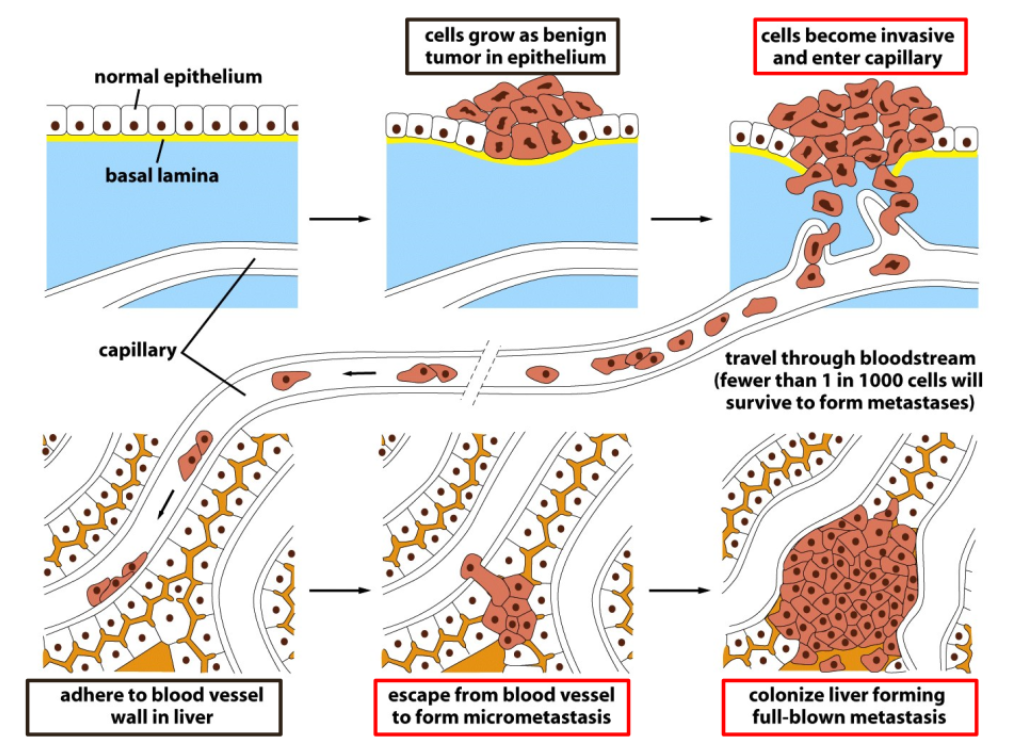 cells grow as benign
tumor in epithelium
cells become invasive
and enter capillary
normal epithelium
basal lamina
capillary
travel through bloodstream
(fewer than 1 in 1000 cells will
survive to form metastases)
adhere to blood vessel
wall in liver
escape from blood vessel
to form micrometastasis
colonize liver forming
full-blown metastasis